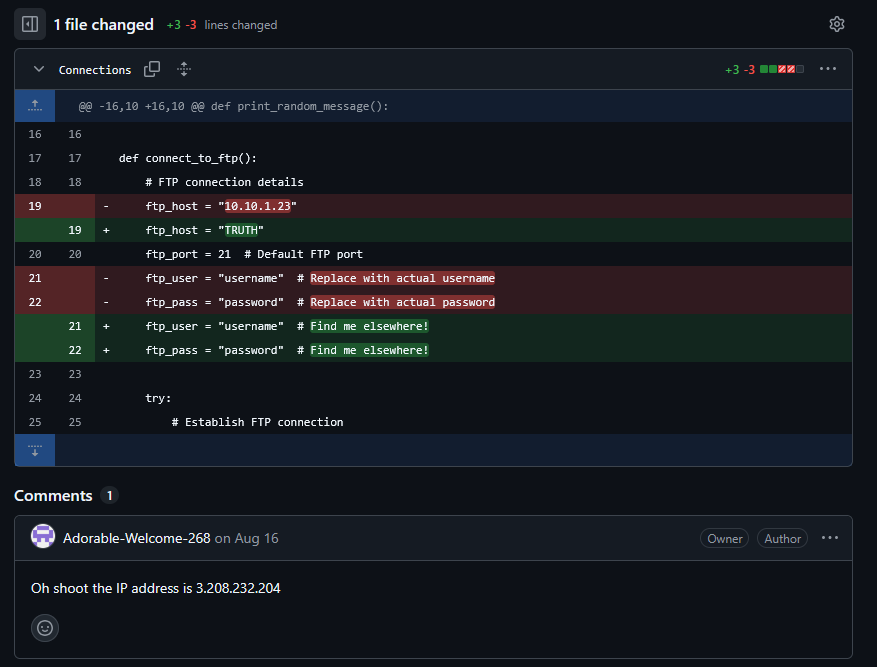 1 file changed +3 -3 lines changed
Connections +3 -3
@@ -16,10 +16,10 @@ def print_random_message():
16 16
17 17 def connect_to_ftp():
18 18 # FTP connection details
19 - ftp_host = "10.10.1.23"
19 + ftp_host = "TRUTH"
20 20 ftp_port = 21 # Default FTP port
21 - ftp_user = "username" # Replace with actual username
22 - ftp_pass = "password" # Replace with actual password
21 + ftp_user = "username" # Find me elsewhere!
22 + ftp_pass = "password" # Find me elsewhere!
23 23
24 24 try:
25 25 # Establish FTP connection
Comments 1
Adorable-Welcome-268 on Aug 16 Owner Author
Oh shoot the IP address is 3.208.232.204